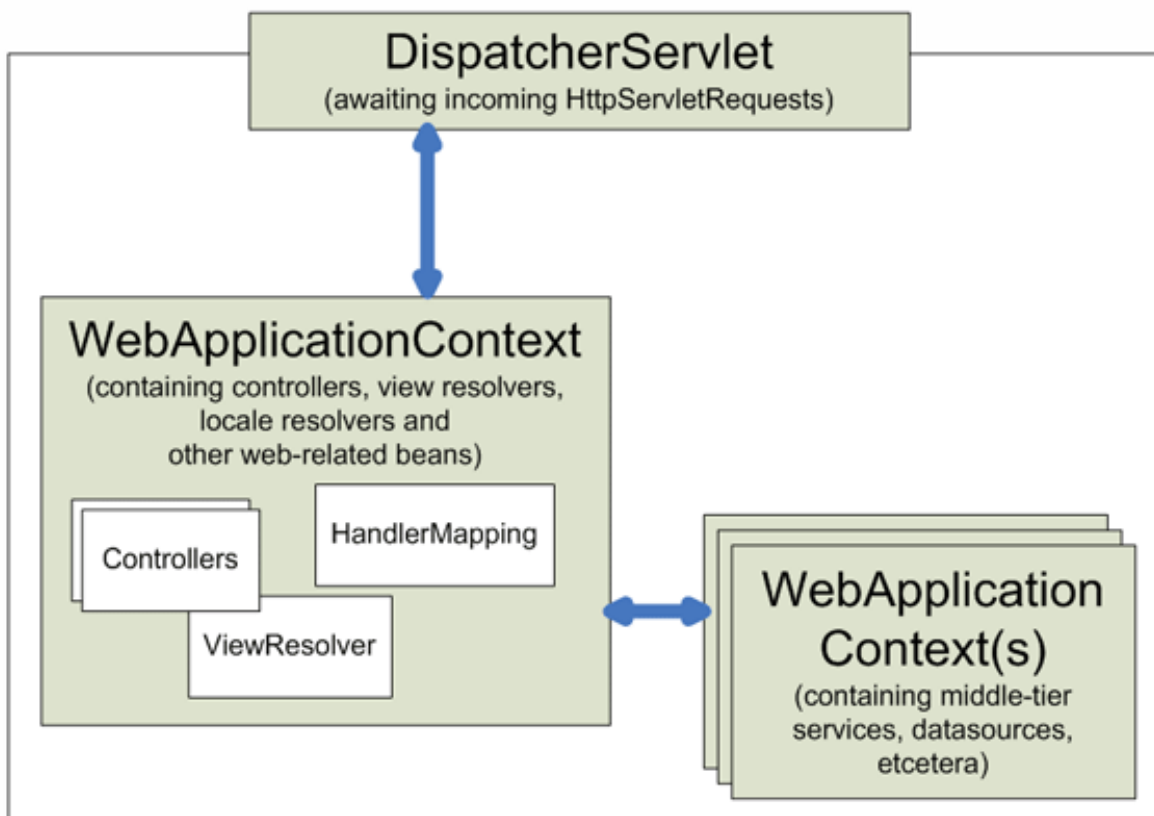 DispatcherServlet
(awaiting incoming HttpServletRequests)
WebApplicationContext
(containing controllers, view resolvers,
locale resolvers and
other web-related beans)
Controllers
HandlerMapping
ViewResolver
WebApplication
Context(s)
(containing middle-tier
services, datasources,
etcetera)